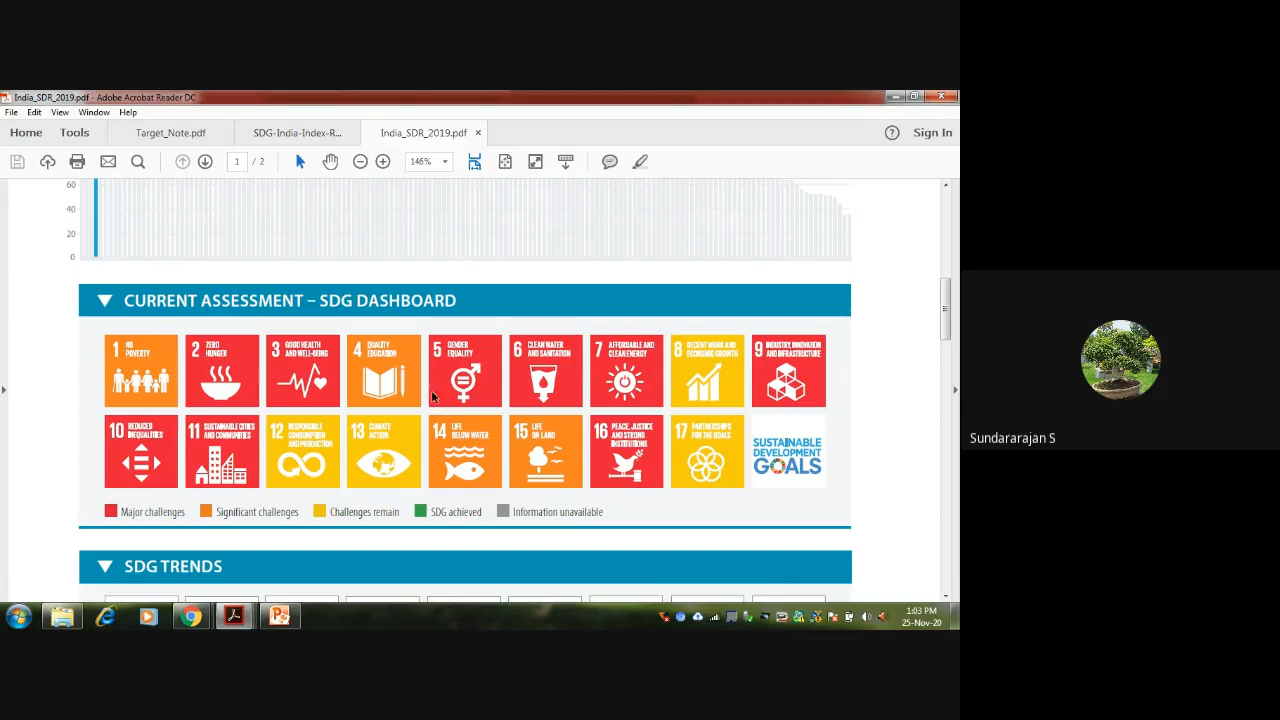 India_SDR_2019.pdf - Adobe Acrobat Reader DC
File Edit View Window Help
Home Tools Target_Note.pdf SDG-India-Index-R... India_SDR_2019.pdf × ? Sign In
1 / 2 146%
60
40
20
0
CURRENT ASSESSMENT – SDG DASHBOARD
1 NO POVERTY
2 ZERO HUNGER
3 GOOD HEALTH AND WELL-BEING
4 QUALITY EDUCATION
5 GENDER EQUALITY
6 CLEAN WATER AND SANITATION
7 AFFORDABLE AND CLEAN ENERGY
8 DECENT WORK AND ECONOMIC GROWTH
9 INDUSTRY, INNOVATION AND INFRASTRUCTURE
10 REDUCED INEQUALITIES
11 SUSTAINABLE CITIES AND COMMUNITIES
12 RESPONSIBLE CONSUMPTION AND PRODUCTION
13 CLIMATE ACTION
14 LIFE BELOW WATER
15 LIFE ON LAND
16 PEACE, JUSTICE AND STRONG INSTITUTIONS
17 PARTNERSHIPS FOR THE GOALS
SUSTAINABLE
DEVELOPMENT
GOALS
Major challenges Significant challenges Challenges remain SDG achieved Information unavailable
SDG TRENDS
1:03 PM
25-Nov-20
Sundararajan S